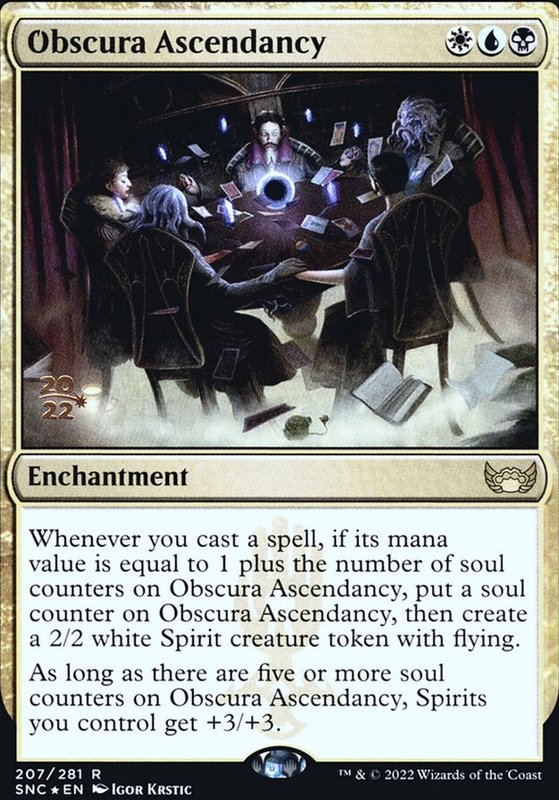 Obscura Ascendancy
20
22
Enchantment
Whenever you cast a spell, if its mana
value is equal to 1 plus the number of soul
counters on Obscura Ascendancy, put a soul
counter on Obscura Ascendancy, then create
a 2/2 white Spirit creature token with flying.
As long as there are five or more soul
counters on Obscura Ascendancy, Spirits
you control get +3/+3.
207/281 R
SNC ★ EN Igor Krstic
™ & © 2022 Wizards of the Coast